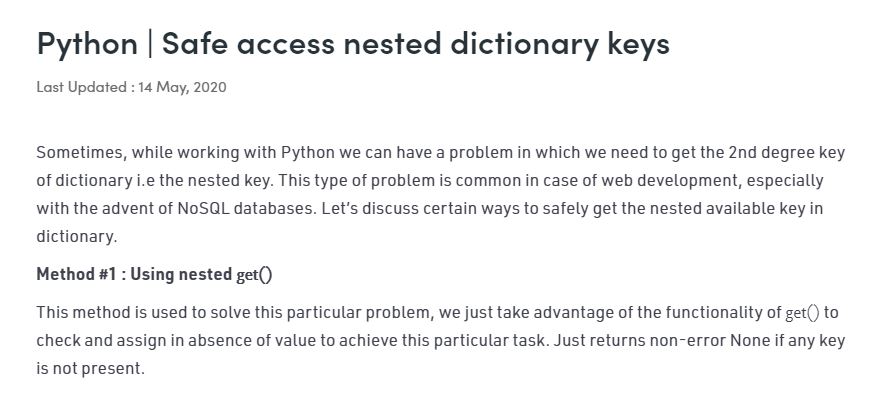 Python | Safe access nested dictionary keys
Last Updated : 14 May, 2020
Sometimes, while working with Python we can have a problem in which we need to get the 2nd degree key
of dictionary i.e the nested key. This type of problem is common in case of web development, especially
with the advent of NoSQL databases. Let’s discuss certain ways to safely get the nested available key in
dictionary.
Method #1 : Using nested get()
This method is used to solve this particular problem, we just take advantage of the functionality of get() to
check and assign in absence of value to achieve this particular task. Just returns non-error None if any key
is not present.